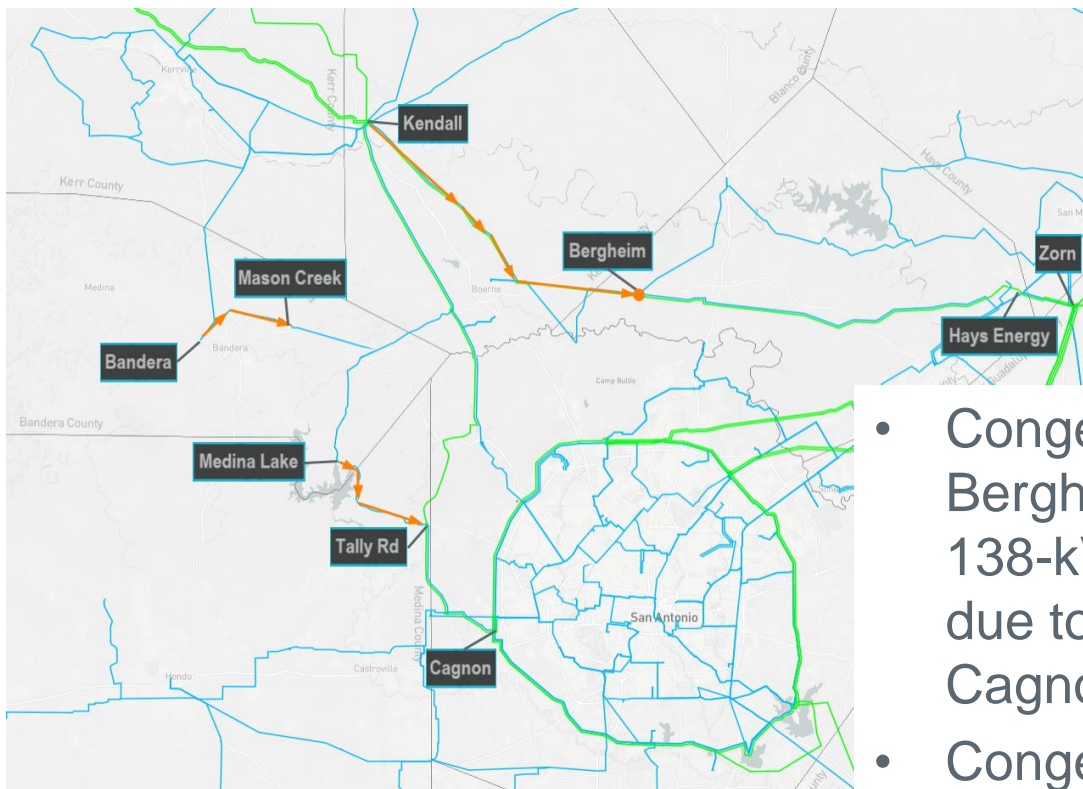 Kerrville
Kerr County
Kendall
Blanco County
Hays County
Kerr County
San M
Bergheim
Zorn
Mason Creek
Medina
Boerne
Hays Energy
Bandera
Bandera
Camp Bullis
Bandera County
Medina Lake
Tally Rd
Medina County
San Antonio
Cagnon
Castroville
Hondo
• Conge
Bergh
138-k
due to
Cagno
• Conge